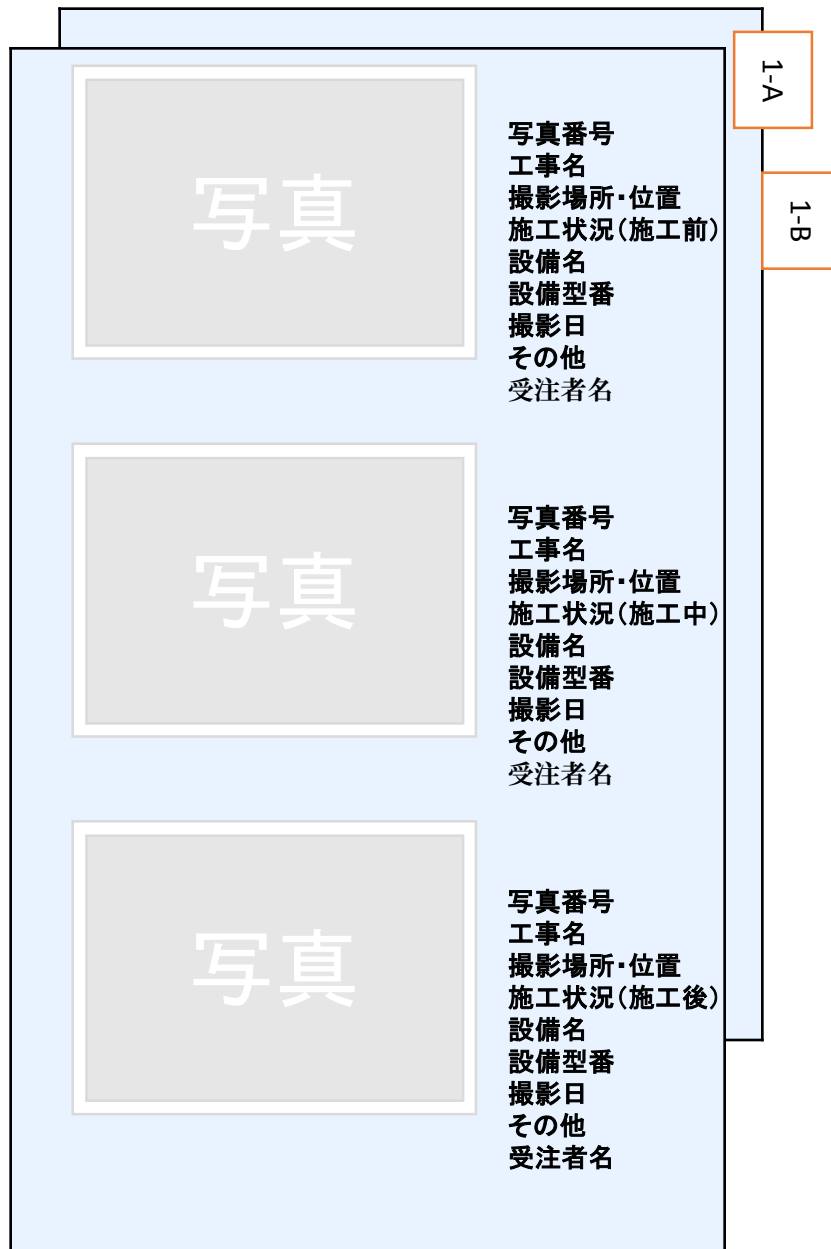 1-A
1-B
写真
写真番号
工事名
撮影場所・位置
施工状況(施工前)
設備名
設備型番
撮影日
その他
受注者名
写真
写真番号
工事名
撮影場所・位置
施工状況(施工中)
設備名
設備型番
撮影日
その他
受注者名
写真
写真番号
工事名
撮影場所・位置
施工状況(施工後)
設備名
設備型番
撮影日
その他
受注者名